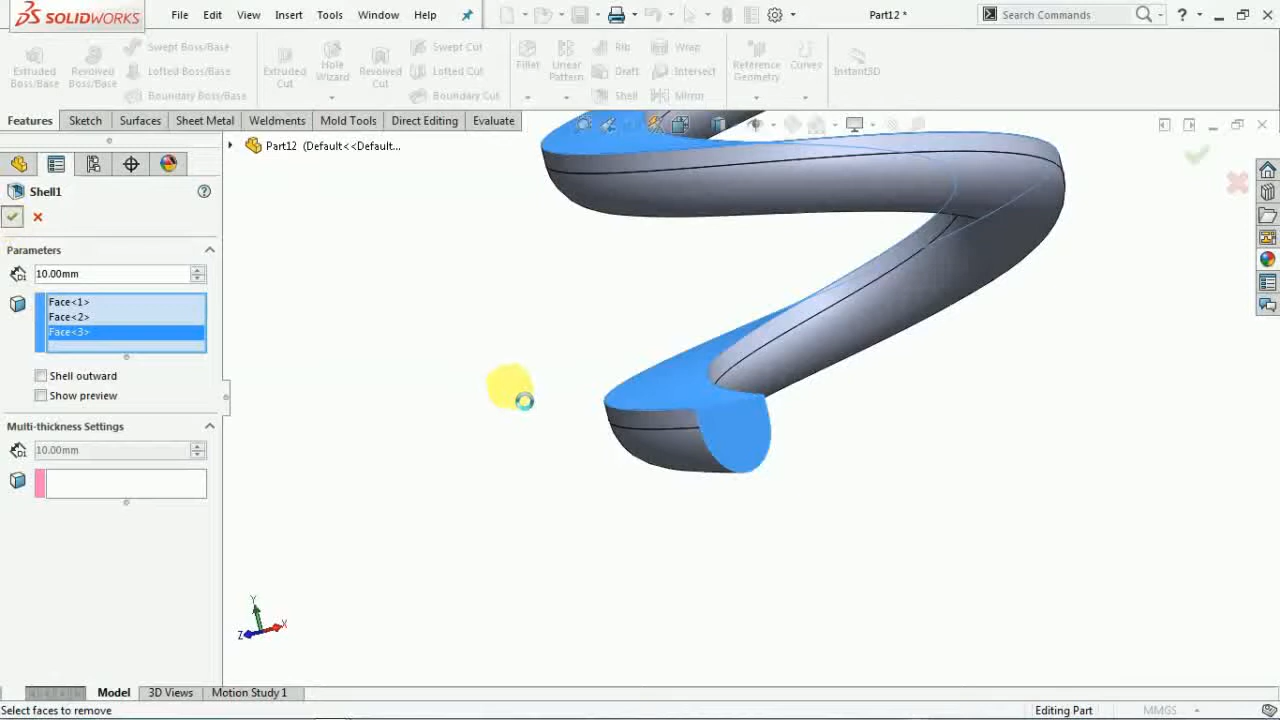 SOLIDWORKS File Edit View Insert Tools Window Help Part12 * Search Commands
Extruded Boss/Base
Revolved Boss/Base
Swept Boss/Base
Lofted Boss/Base
Boundary Boss/Base
Extruded Cut
Hole Wizard
Revolved Cut
Swept Cut
Lofted Cut
Boundary Cut
Fillet
Linear Pattern
Rib
Draft
Shell
Wrap
Intersect
Mirror
Reference Geometry
Curves
Instant3D
Features Sketch Surfaces Sheet Metal Weldments Mold Tools Direct Editing Evaluate
Part12 (Default<<Default...
Shell1
Parameters
10.00mm
Face<1>
Face<2>
Face<3>
Shell outward
Show preview
Multi-thickness Settings
10.00mm
Y
X
Z
Model 3D Views Motion Study 1
Select faces to remove Editing Part MMGS